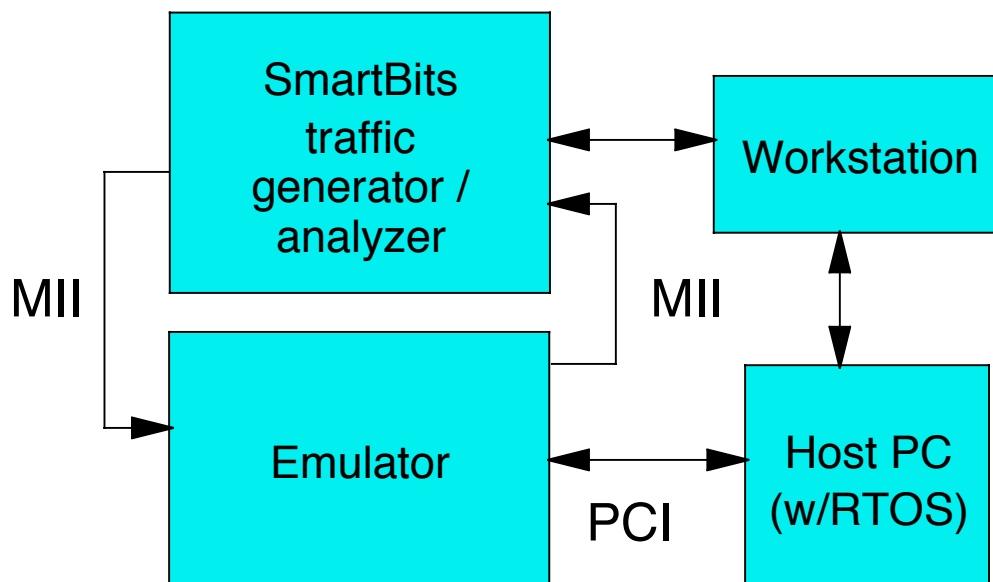 SmartBits
traffic
generator /
analyzer
Workstation
MII
MII
Emulator
Host PC
(w/RTOS)
PCI